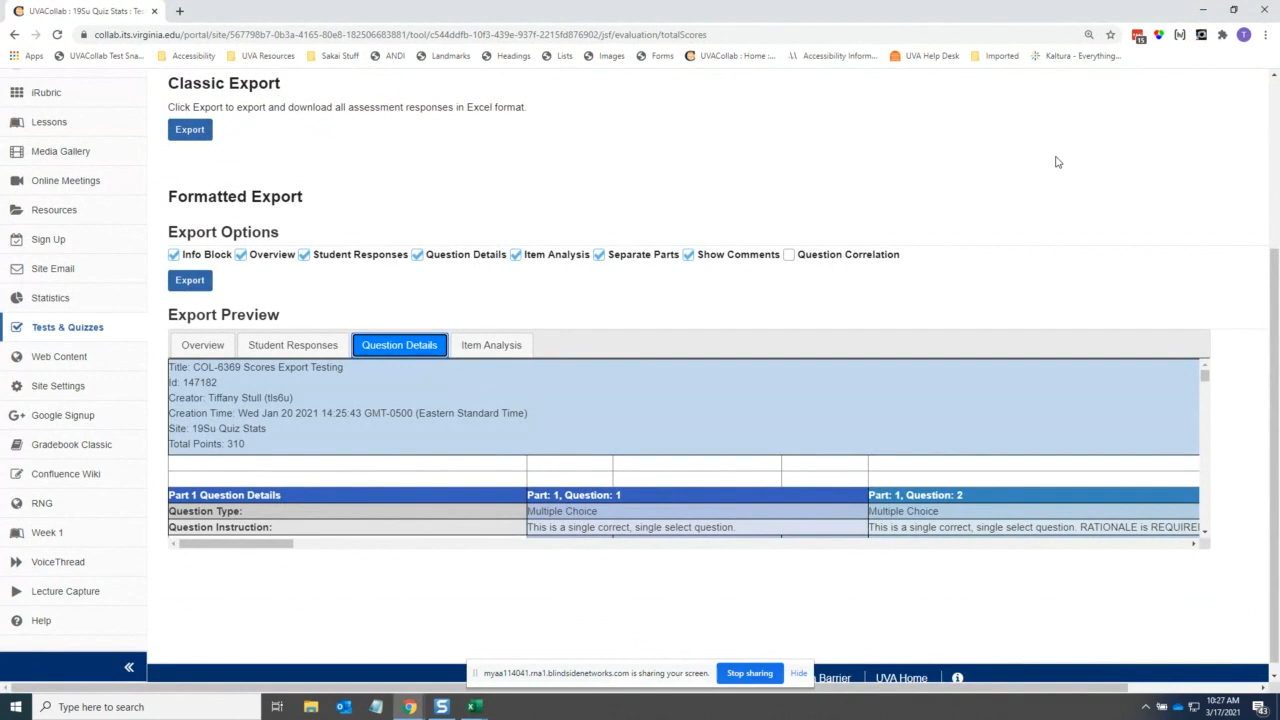 UVACollab : 19Su Quiz Stats : Te
collab.its.virginia.edu/portal/site/567798b7-0b3a-4165-80e8-182506683881/tool/c544ddfb-10f3-439e-937f-2215fd876902/jsf/evaluation/totalScores
15
T
Apps
UVACollab Test Sna...
Accessibility
UVA Resources
Sakai Stuff
ANDI
Landmarks
Headings
Lists
Images
Forms
UVACollab : Home :...
Accessibility Inform...
UVA Help Desk
Imported
Kaltura - Everything...
iRubric
Lessons
Media Gallery
Online Meetings
Resources
Sign Up
Site Email
Statistics
Tests & Quizzes
Web Content
Site Settings
Google Signup
Gradebook Classic
Confluence Wiki
RNG
Week 1
VoiceThread
Lecture Capture
Help
Classic Export
Click Export to export and download all assessment responses in Excel format.
Export
Formatted Export
Export Options
Info Block Overview Student Responses Question Details Item Analysis Separate Parts Show Comments Question Correlation
Export
Export Preview
Overview Student Responses Question Details Item Analysis
Title: COL-6369 Scores Export Testing
Id: 147182
Creator: Tiffany Stull (tls6u)
Creation Time: Wed Jan 20 2021 14:25:43 GMT-0500 (Eastern Standard Time)
Site: 19Su Quiz Stats
Total Points: 310
Part 1 Question Details Part: 1, Question: 1 Part: 1, Question: 2
Question Type: Multiple Choice Multiple Choice
Question Instruction: This is a single correct, single select question. This is a single correct, single select question. RATIONALE is REQUIRE
myaa114041.rna1.blindsidenetworks.com is sharing your screen. Stop sharing Hide
Barrier UVA Home
Type here to search
10:27 AM
3/17/2021
43